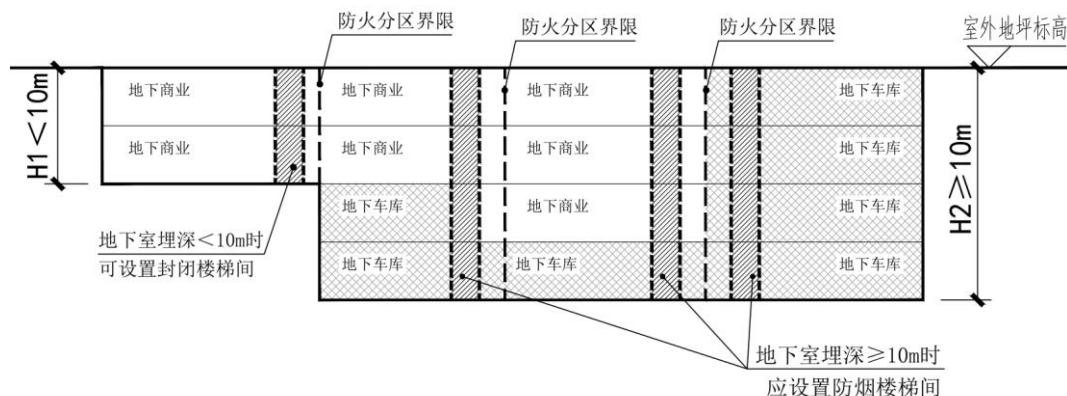 防火分区界限
防火分区界限
防火分区界限
室外地坪标高
地下商业
地下商业
地下商业
地下车库
地下商业
地下商业
地下商业
地下车库
地下车库
地下商业
地下车库
地下车库
地下车库
地下车库
H1＜10m
H2≥10m
地下室埋深＜10m时
可设置封闭楼梯间
地下室埋深≥10m时
应设置防烟楼梯间